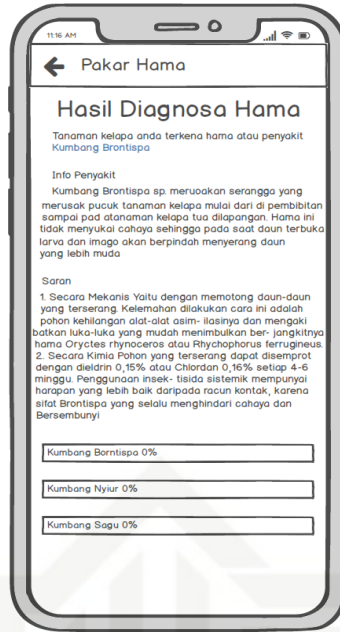 11:16 AM
Pakar Hama
Hasil Diagnosa Hama
Tanaman kelapa anda terkena hama atau penyakit
Kumbang Brontispa
Info Penyakit
Kumbang Brontispa sp. meruoakan serangga yang
merusak pucuk tanaman kelapa mulai dari di pembibitan
sampai pad atanaman kelapa tua dilapangan. Hama ini
tidak menyukai cahaya sehingga pada saat daun terbuka
larva dan imago akan berpindah menyerang daun
yang lebih muda
Saran
1. Secara Mekanis Yaitu dengan memotong daun-daun
yang terserang. Kelemahan dilakukan cara ini adalah
pohon kehilangan alat-alat asim- ilasinya dan mengaki
batkan luka-luka yang mudah menimbulkan ber- jangkitnya
hama Oryctes rhynoceros atau Rhychophorus ferrugineus.
2. Secara Kimia Pohon yang terserang dapat disemprot
dengan dieldrin 0,15% atau Chlordan 0,16% setiap 4-6
minggu. Penggunaan insek- tisida sistemik mempunyai
harapan yang lebih baik daripada racun kontak, karena
sifat Brontispa yang selalu menghindari cahaya dan
Bersembunyi
Kumbang Borntispa 0%
Kumbang Nyiur 0%
Kumbang Sagu 0%